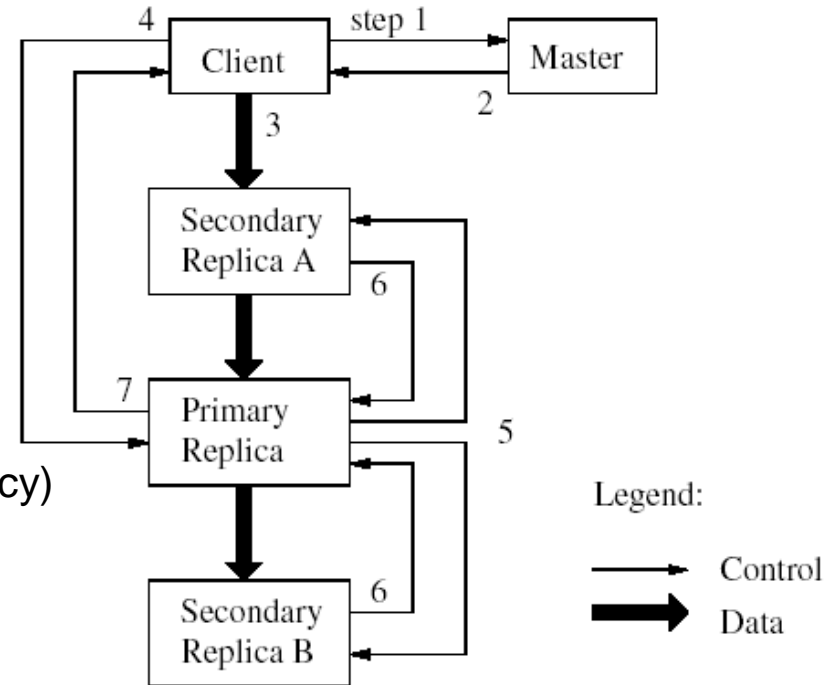 4
step 1
Client
Master
2
3
Secondary
Replica A
6
7
Primary
Replica
5
cy)
Legend:
Control
6
Secondary
Replica B
Data